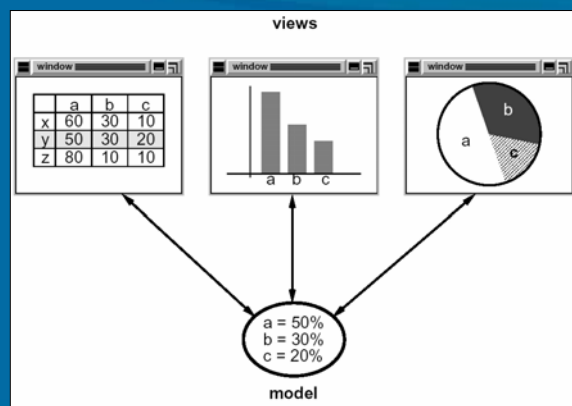 views
window
window
window
a b c
x 60 30 10
y 50 30 20
z 80 10 10
a b c
a
b
c
a = 50%
b = 30%
c = 20%
model